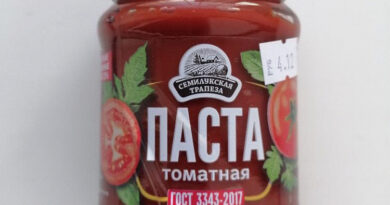 СЕМИЛУКСКАЯ
ТРАПЕЗА
ПАСТА
томатная
ГОСТ 3343-2017